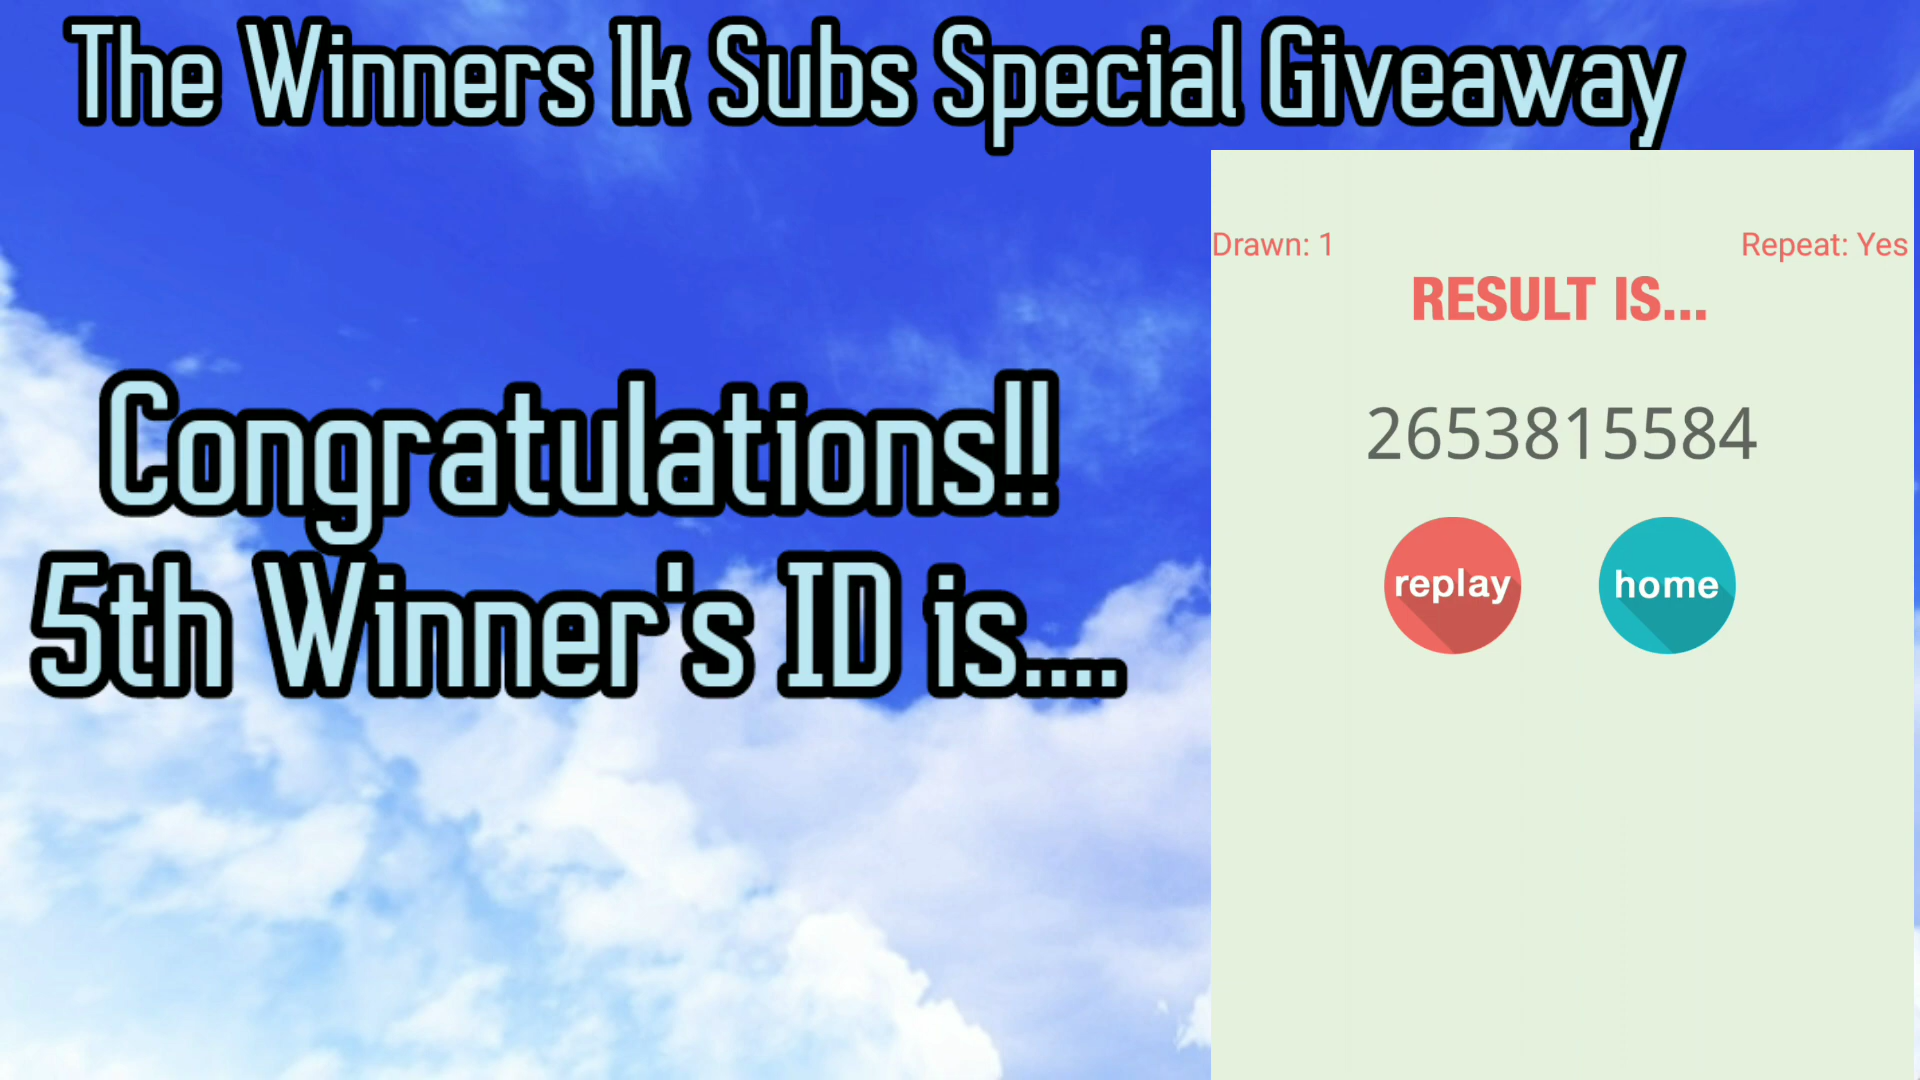 The Winners 1k Subs Special Giveaway
Drawn: 1
Repeat: Yes
RESULT IS...
2653815584
replay
home
Congratulations!!
5th Winner's ID is....